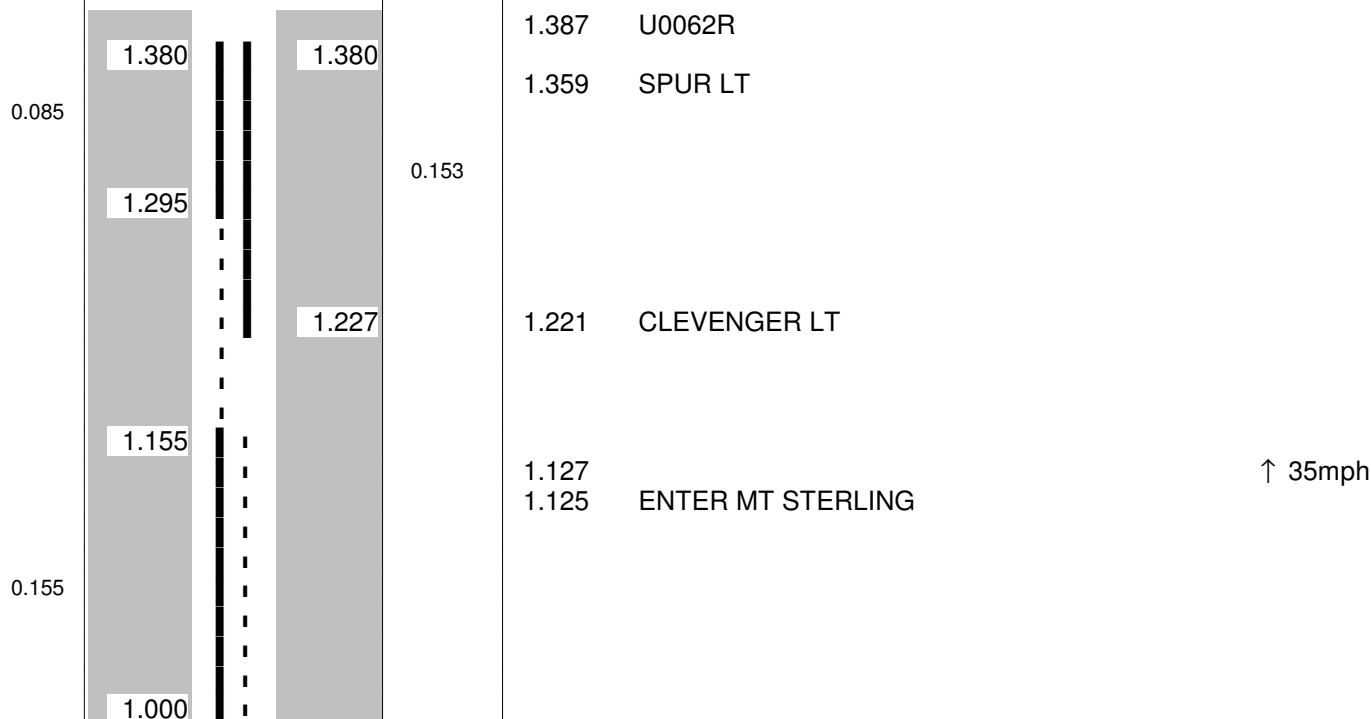 1.387 U0062R
1.380 1.380
1.359 SPUR LT
0.085
0.153
1.295
1.227 1.221 CLEVENGER LT
1.155
1.127 ↑ 35mph
1.125 ENTER MT STERLING
0.155
1.000